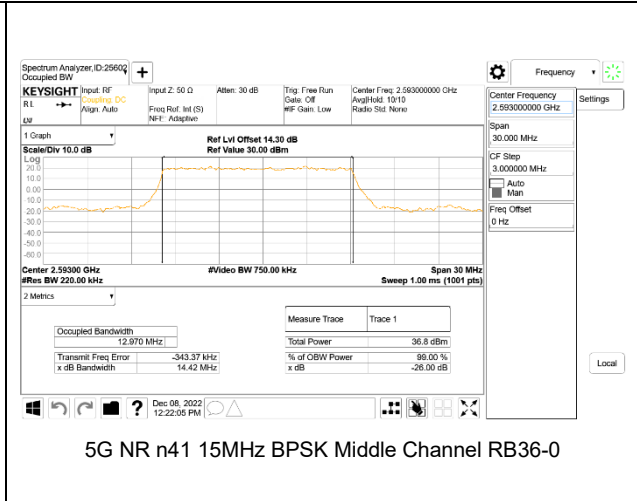 Spectrum Analyzer,ID:25602
Occupied BW
+
Frequency
KEYSIGHT Input: RF Input Z: 50 Ω Atten: 30 dB Trig: Free Run Center Freq: 2.593000000 GHz
R L Coupling: DC Gate: Off Avg|Hold: 10/10
Align: Auto Freq Ref: Int (S) #IF Gain: Low Radio Std: None
NFE: Adaptive
Center Frequency
2.593000000 GHz
Settings
Span
30.000 MHz
CF Step
3.000000 MHz
Auto
Man
Freq Offset
0 Hz
Local
1 Graph
Ref Lvl Offset 14.30 dB
Scale/Div 10.0 dB Ref Value 30.00 dBm
Log
20.0
10.0
0.00
-10.0
-20.0
-30.0
-40.0
-50.0
-60.0
Center 2.59300 GHz #Video BW 750.00 kHz Span 30 MHz
#Res BW 220.00 kHz Sweep 1.00 ms (1001 pts)
2 Metrics
Measure Trace Trace 1
Occupied Bandwidth
12.970 MHz Total Power 36.8 dBm
Transmit Freq Error -343.37 kHz % of OBW Power 99.00 %
x dB Bandwidth 14.42 MHz x dB -26.00 dB
? Dec 08, 2022
12:22:05 PM
5G NR n41 15MHz BPSK Middle Channel RB36-0